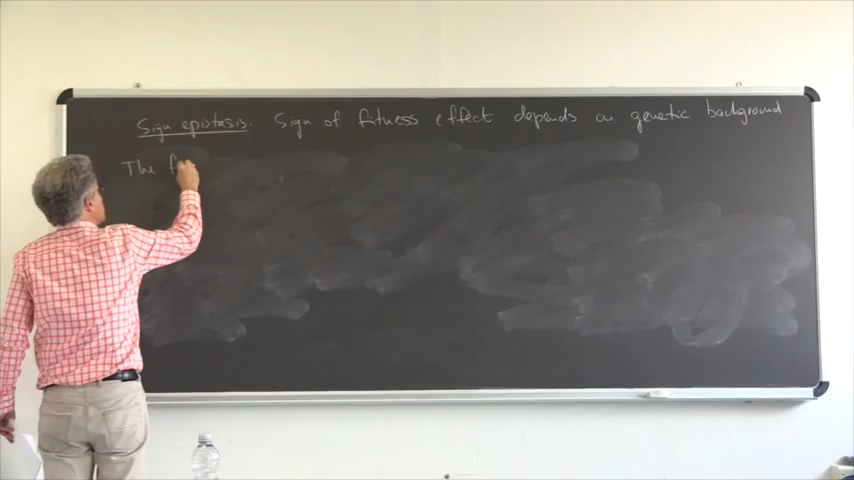 Sign epistasis. Sign of fitness effect depends on genetic background
The f